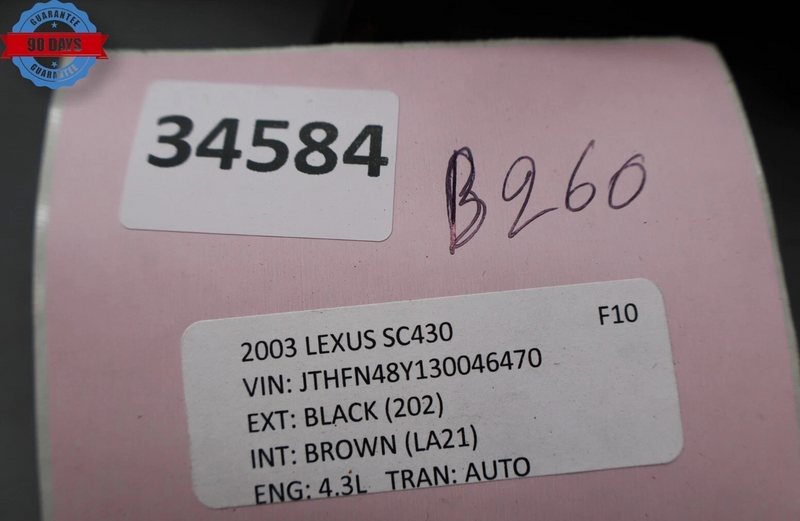 GUARANTEE
90 DAYS
GUARANTEE
34584
B260
2003 LEXUS SC430 F10
VIN: JTHFN48Y130046470
EXT: BLACK (202)
INT: BROWN (LA21)
ENG: 4.3L TRAN: AUTO